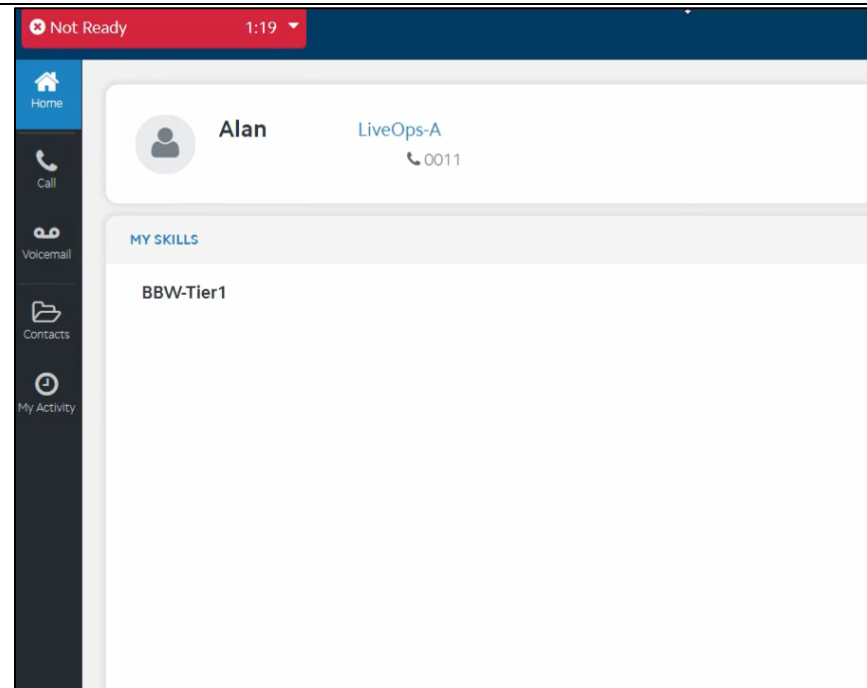 Not Ready 1:19
Home
Alan LiveOps-A
0011
Call
MY SKILLS
Voicemail
BBW-Tier1
Contacts
My Activity